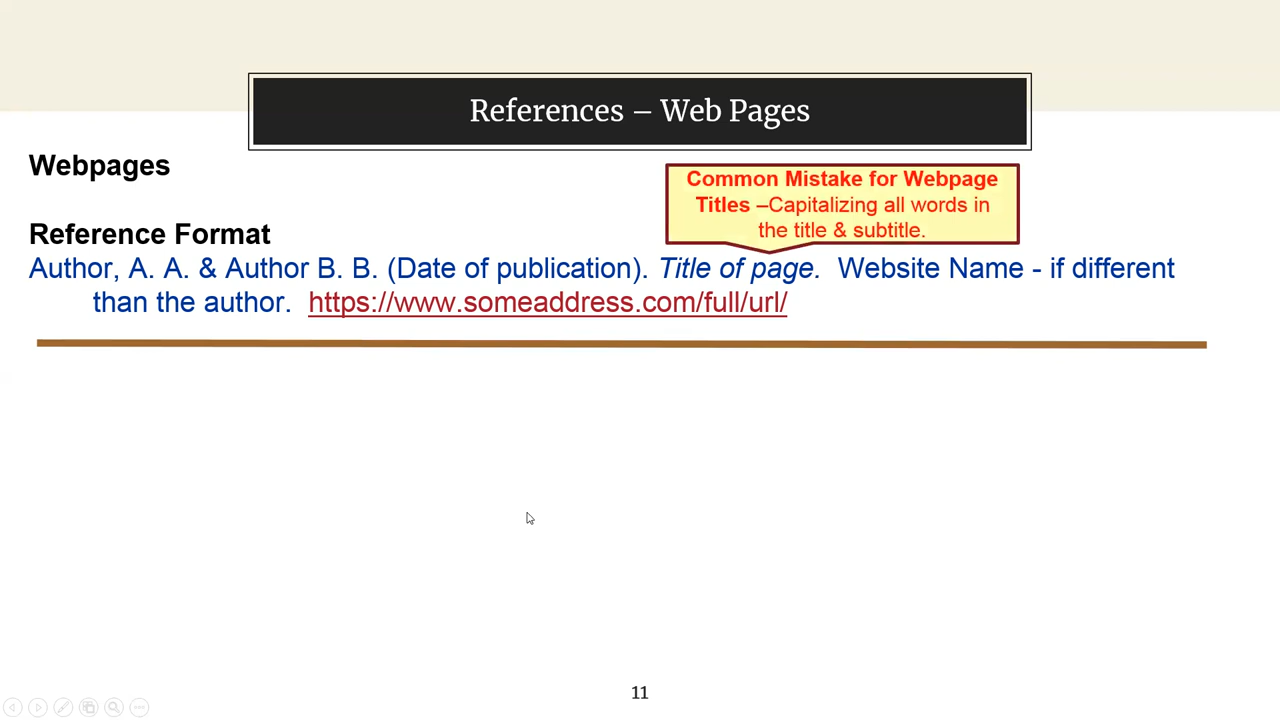 References – Web Pages
Webpages
Common Mistake for Webpage
Titles –Capitalizing all words in
the title & subtitle.
Reference Format
Author, A. A. & Author B. B. (Date of publication). Title of page.  Website Name - if different
than the author.  https://www.someaddress.com/full/url/
11